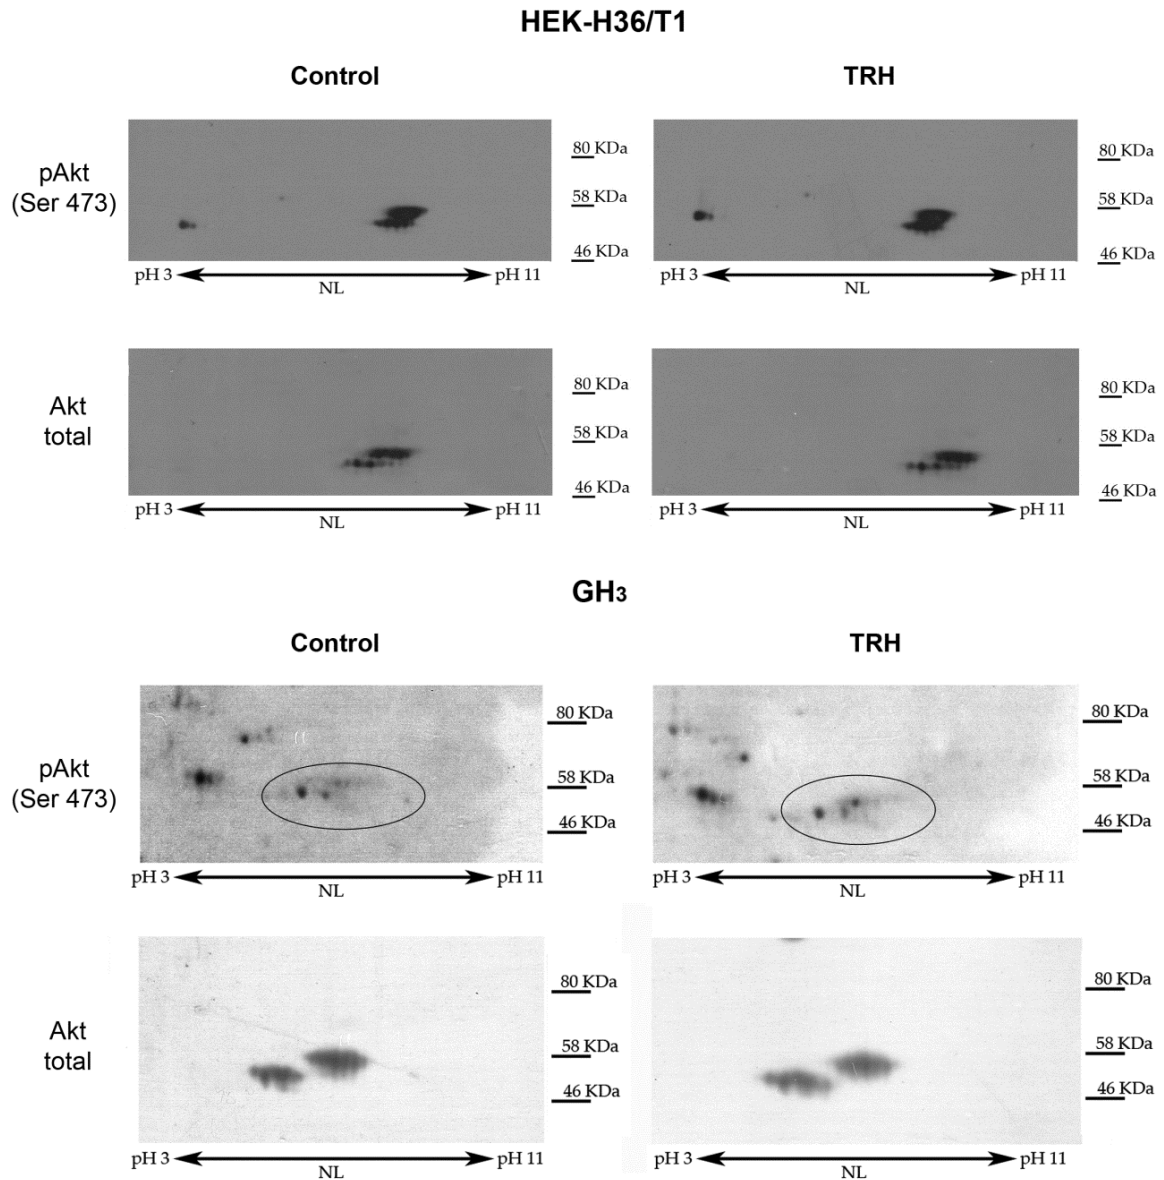 HEK-H36/T1
Control
TRH
pAkt
(Ser 473)
80 KDa
58 KDa
46 KDa
80 KDa
58 KDa
46 KDa
pH 3
NL
pH 11
pH 3
NL
pH 11
Akt
total
80 KDa
58 KDa
46 KDa
80 KDa
58 KDa
46 KDa
pH 3
NL
pH 11
pH 3
NL
pH 11
GH3
Control
TRH
pAkt
(Ser 473)
80 KDa
58 KDa
46 KDa
80 KDa
58 KDa
46 KDa
pH 3
NL
pH 11
pH 3
NL
pH 11
Akt
total
80 KDa
58 KDa
46 KDa
80 KDa
58 KDa
46 KDa
pH 3
NL
pH 11
pH 3
NL
pH 11